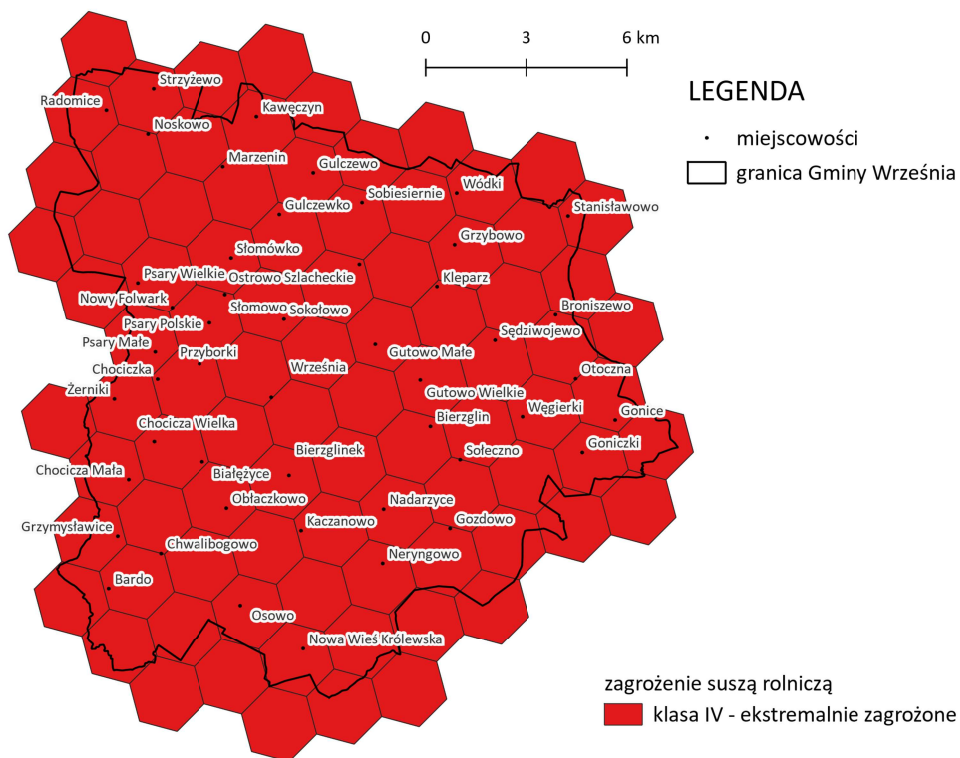 0 3 6 km
LEGENDA
miejscowości
granica Gminy Września
Strzyżewo
Radomice
Kawęczyn
Noskowo
Marzenin
Gulczewo
Wódki
Sobiesiernie
Stanisławowo
Gulczewko
Grzybowo
Słomówko
Psary Wielkie
Ostrowo Szlacheckie
Kleparz
Nowy Folwark
Słomowo
Sokołowo
Broniszewo
Psary Polskie
Sędziwojewo
Psary Małe
Przyborki
Gutowo Małe
Chociczka
Września
Otoczna
Żerniki
Gutowo Wielkie
Węgierki
Gonice
Chocicza Wielka
Bierzglin
Bierzglinek
Goniczki
Sołeczno
Chocicza Mała
Białężyce
Obłaczkowo
Nadarzyce
Grzymysławice
Kaczanowo
Gozdowo
Chwalibogowo
Neryngowo
Bardo
Osowo
Nowa Wieś Królewska
zagrożenie suszą rolniczą
klasa IV - ekstremalnie zagrożone